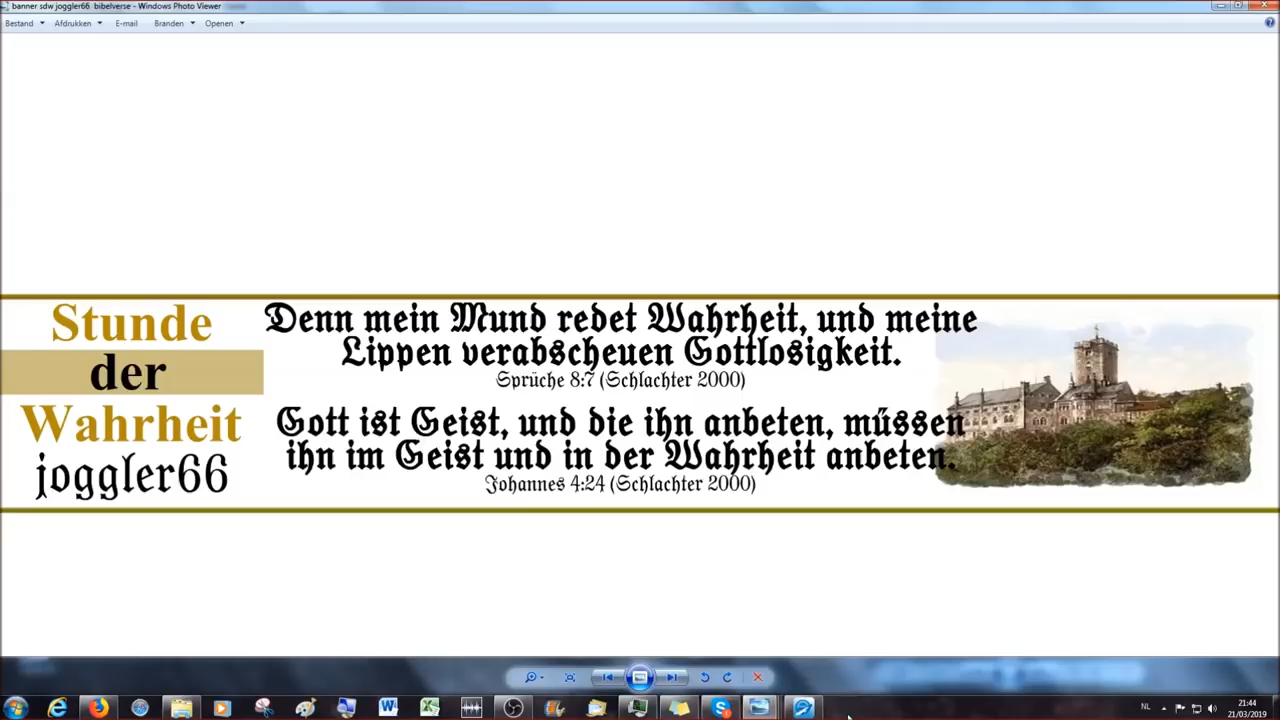 banner sdw joggler66 bibelverse - Windows Photo Viewer
Bestand Afdrukken E-mail Branden Openen
Stunde
der
Wahrheit
joggler66
Denn mein Mund redet Wahrheit, und meine
Lippen verabscheuen Gottlosigkeit.
Sprüche 8:7 (Schlachter 2000)
Gott ist Geist, und die ihn anbeten, müssen
ihn im Geist und in der Wahrheit anbeten.
Johannes 4:24 (Schlachter 2000)
NL
21:44
21/03/2019